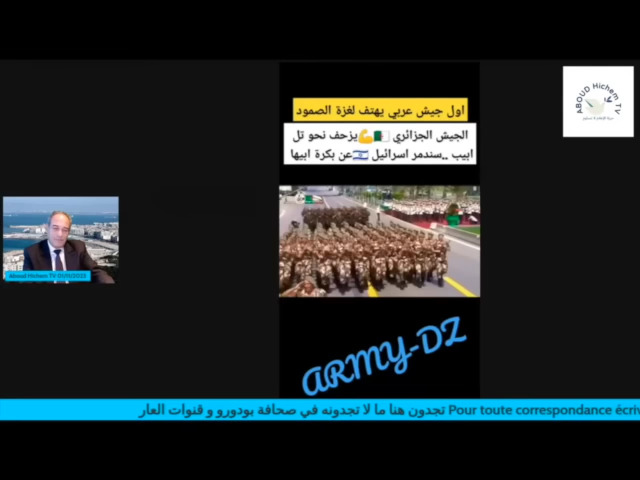 ABOUD Hichem TV
اول جيش عربي يهتف لغزة الصمود
الجيش الجزائري 🇩🇿💪يزحف نحو تل
ابيب ..سندمر اسرائيل 🇮🇱عن بكرة ابيها
ARMY-DZ
تجدون هنا ما لا تجدونه في صحافة بودورو و قنوات العار Pour toute correspondance écriv